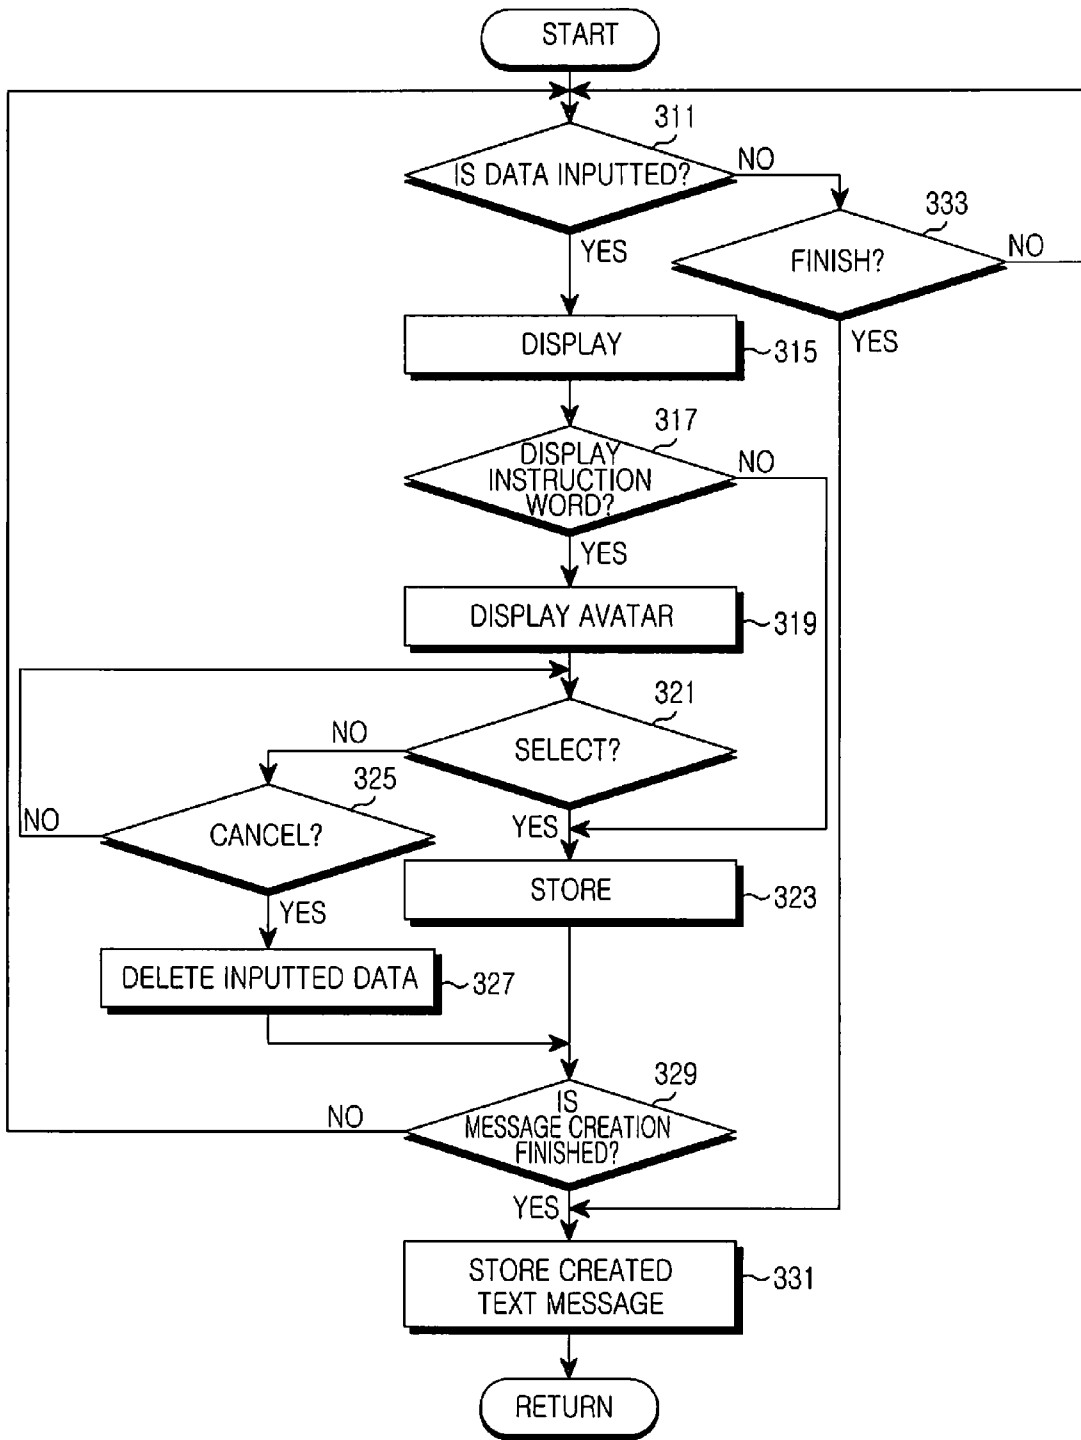 START
311
IS DATA INPUTTED?
NO
333
YES
FINISH?
NO
YES
DISPLAY
315
317
DISPLAY
INSTRUCTION
WORD?
NO
YES
DISPLAY AVATAR
319
321
NO
SELECT?
325
NO
CANCEL?
YES
STORE
323
YES
DELETE INPUTTED DATA
327
329
NO
IS
MESSAGE CREATION
FINISHED?
YES
STORE CREATED
TEXT MESSAGE
331
RETURN